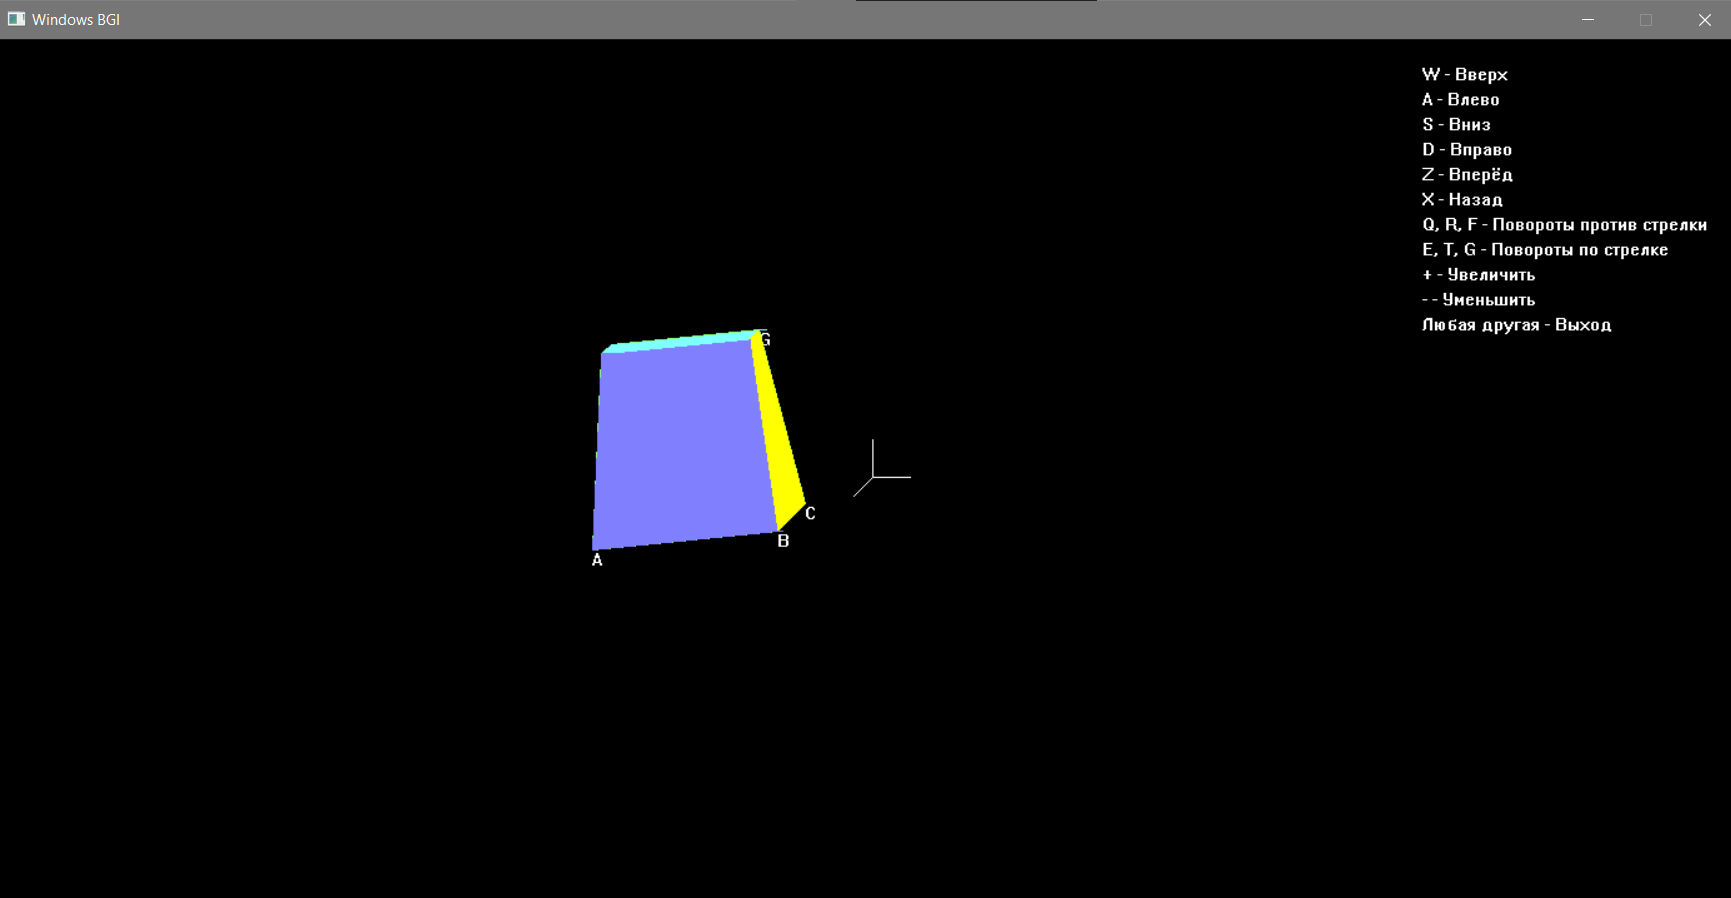 Windows BGI
W - Вверх
A - Влево
S - Вниз
D - Вправо
Z - Вперёд
X - Назад
Q, R, F - Повороты против стрелки
E, T, G - Повороты по стрелке
+ - Увеличить
- - Уменьшить
Любая другая - Выход
G
C
B
A